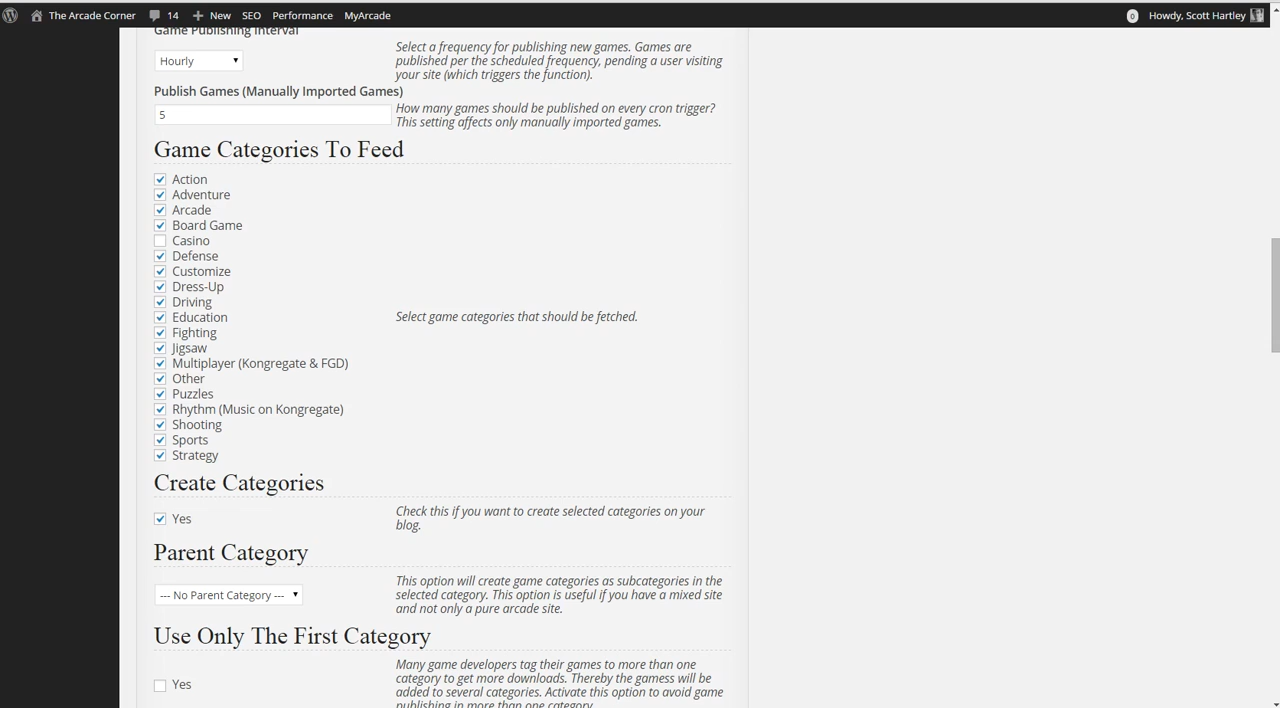 The Arcade Corner 14 New SEO Performance MyArcade 0 Howdy, Scott Hartley
Game Publishing Interval
Hourly
Select a frequency for publishing new games. Games are
published per the scheduled frequency, pending a user visiting
your site (which triggers the function).
Publish Games (Manually Imported Games)
5
How many games should be published on every cron trigger?
This setting affects only manually imported games.
Game Categories To Feed
Action
Adventure
Arcade
Board Game
Casino
Defense
Customize
Dress-Up
Driving
Education
Fighting
Jigsaw
Multiplayer (Kongregate & FGD)
Other
Puzzles
Rhythm (Music on Kongregate)
Shooting
Sports
Strategy
Select game categories that should be fetched.
Create Categories
Yes
Check this if you want to create selected categories on your
blog.
Parent Category
--- No Parent Category ---
This option will create game categories as subcategories in the
selected category. This option is useful if you have a mixed site
and not only a pure arcade site.
Use Only The First Category
Yes
Many game developers tag their games to more than one
category to get more downloads. Thereby the gamess will be
added to several categories. Activate this option to avoid game
publishing in more than one category.